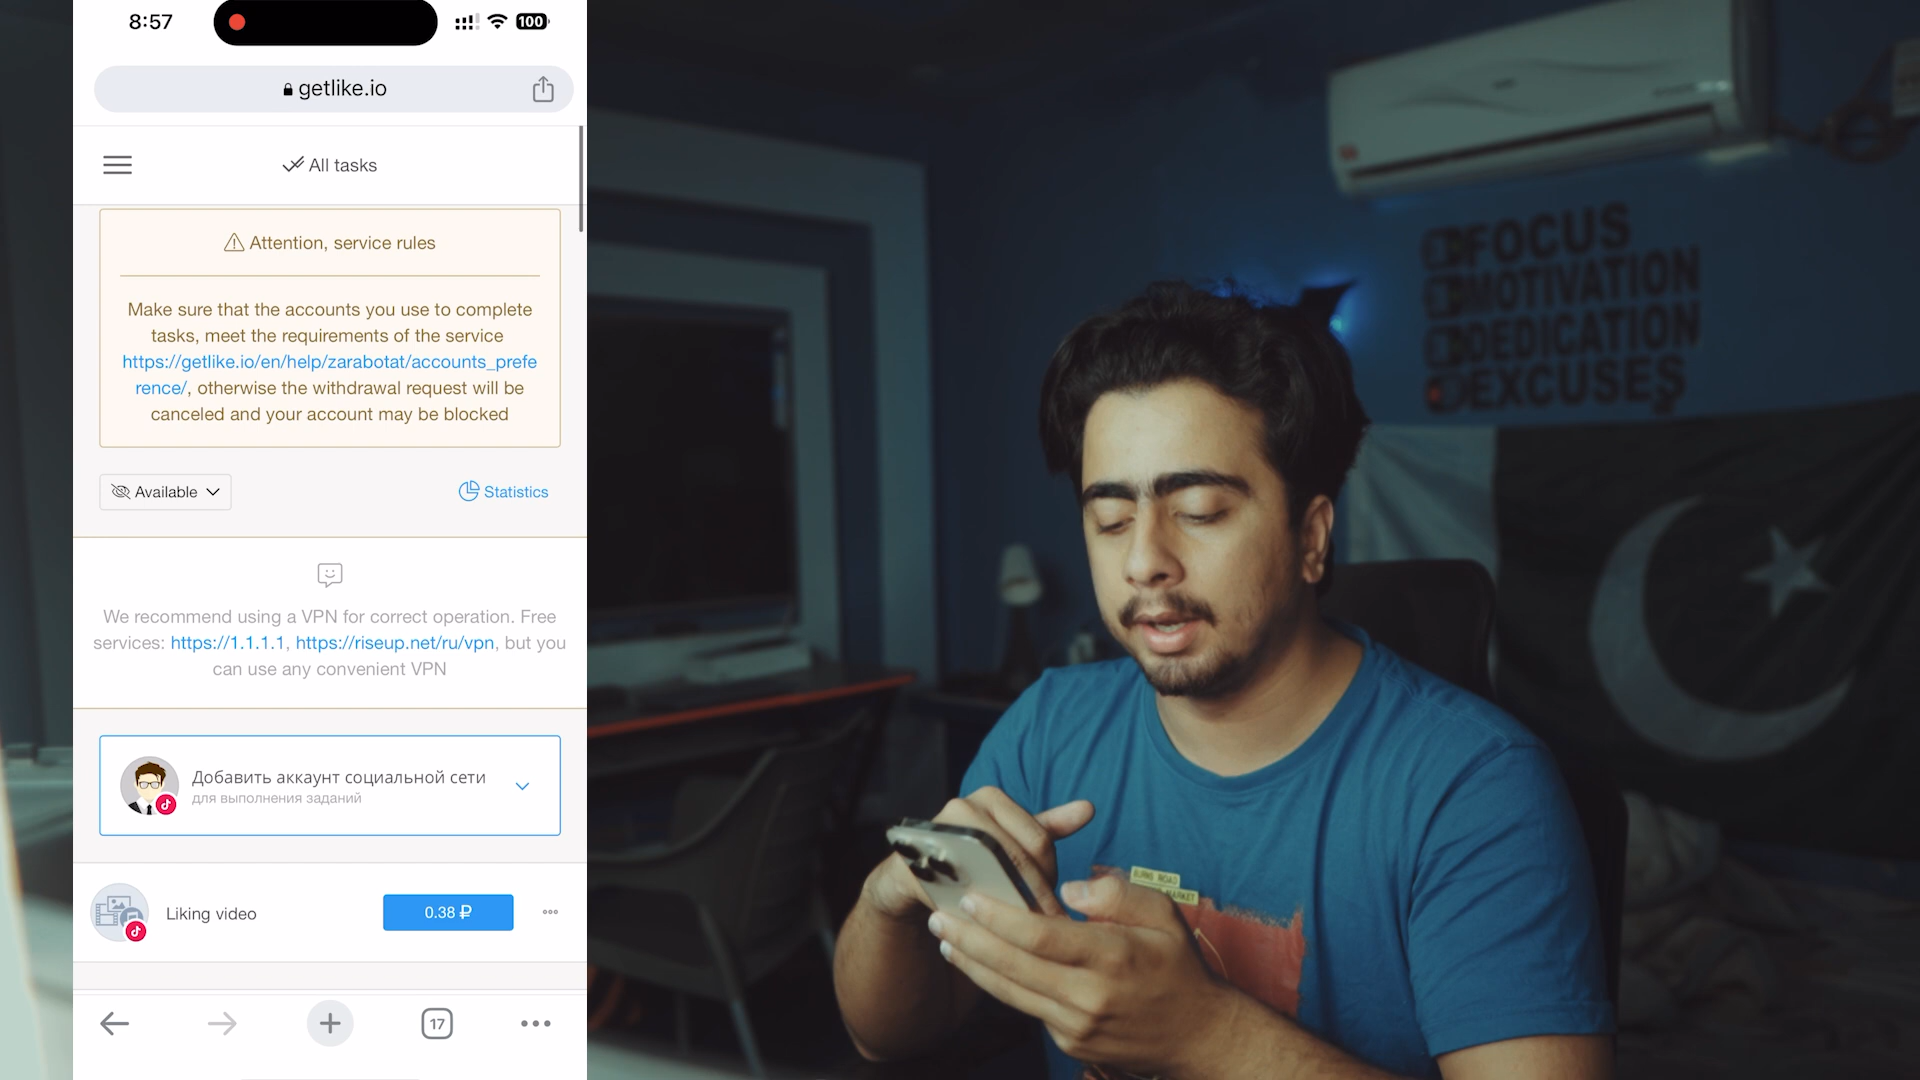 8:57
100
getlike.io
All tasks
Attention, service rules
Make sure that the accounts you use to complete
tasks, meet the requirements of the service
https://getlike.io/en/help/zarabotat/accounts_prefe
rence/, otherwise the withdrawal request will be
canceled and your account may be blocked
Available
Statistics
We recommend using a VPN for correct operation. Free
services: https://1.1.1.1, https://riseup.net/ru/vpn, but you
can use any convenient VPN
Добавить аккаунт социальной сети
для выполнения заданий
Liking video
0.38 ₽
17
FOCUS
MOTIVATION
DEDICATION
EXCUSES
BURNS ROAD
MARKET